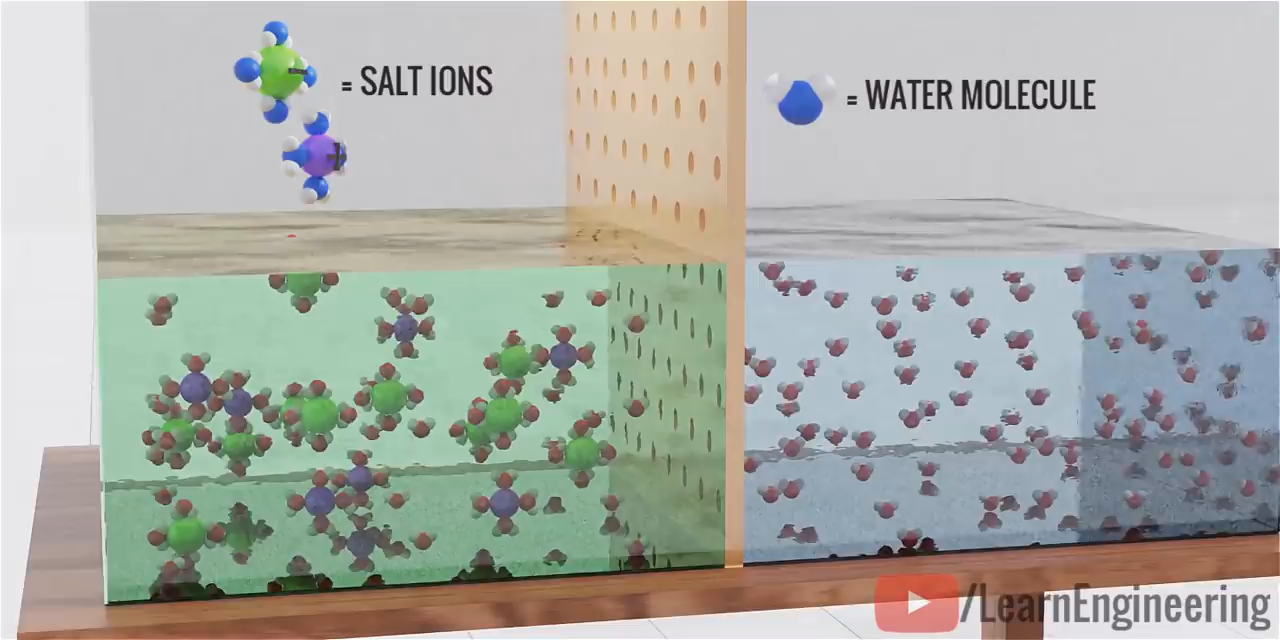 = SALT IONS
= WATER MOLECULE
/LearnEngineering